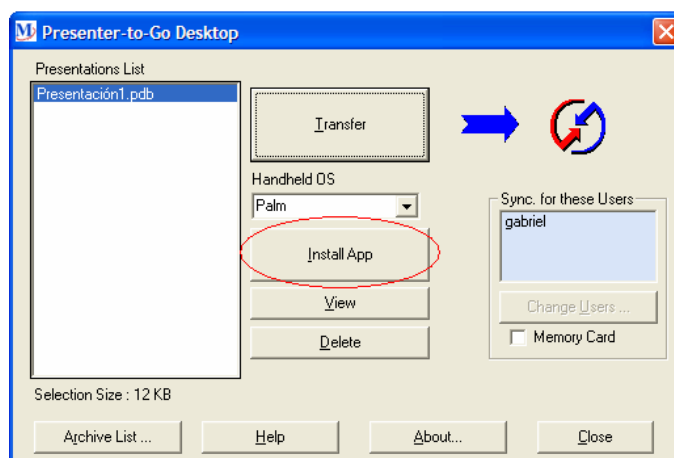 Presenter-to-Go Desktop
Presentations List
Presentación1.pdb
Transfer
Handheld OS
Palm
Install App
View
Delete
Sync. for these Users
gabriel
Change Users ...
Memory Card
Selection Size : 12 KB
Archive List ...
Help
About...
Close